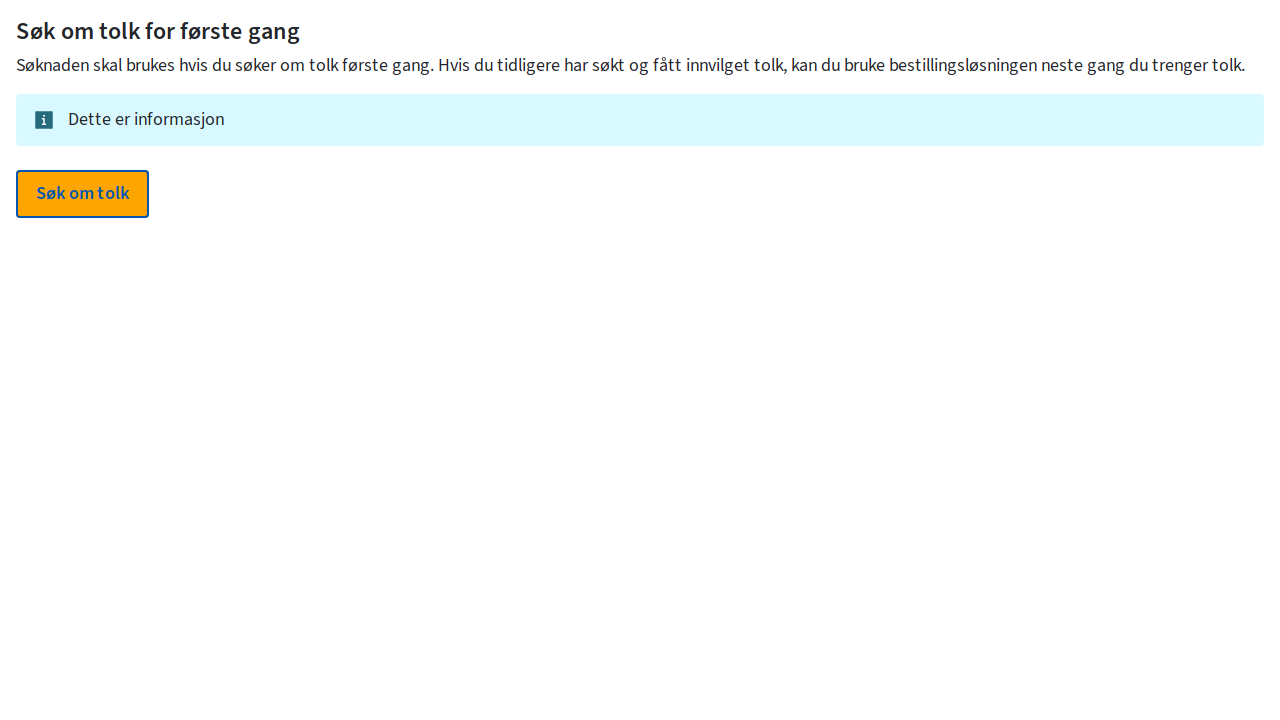 Søk om tolk for første gang
Søknaden skal brukes hvis du søker om tolk første gang. Hvis du tidligere har søkt og fått innvilget tolk, kan du bruke bestillingsløsningen neste gang du trenger tolk.
Dette er informasjon
Søk om tolk